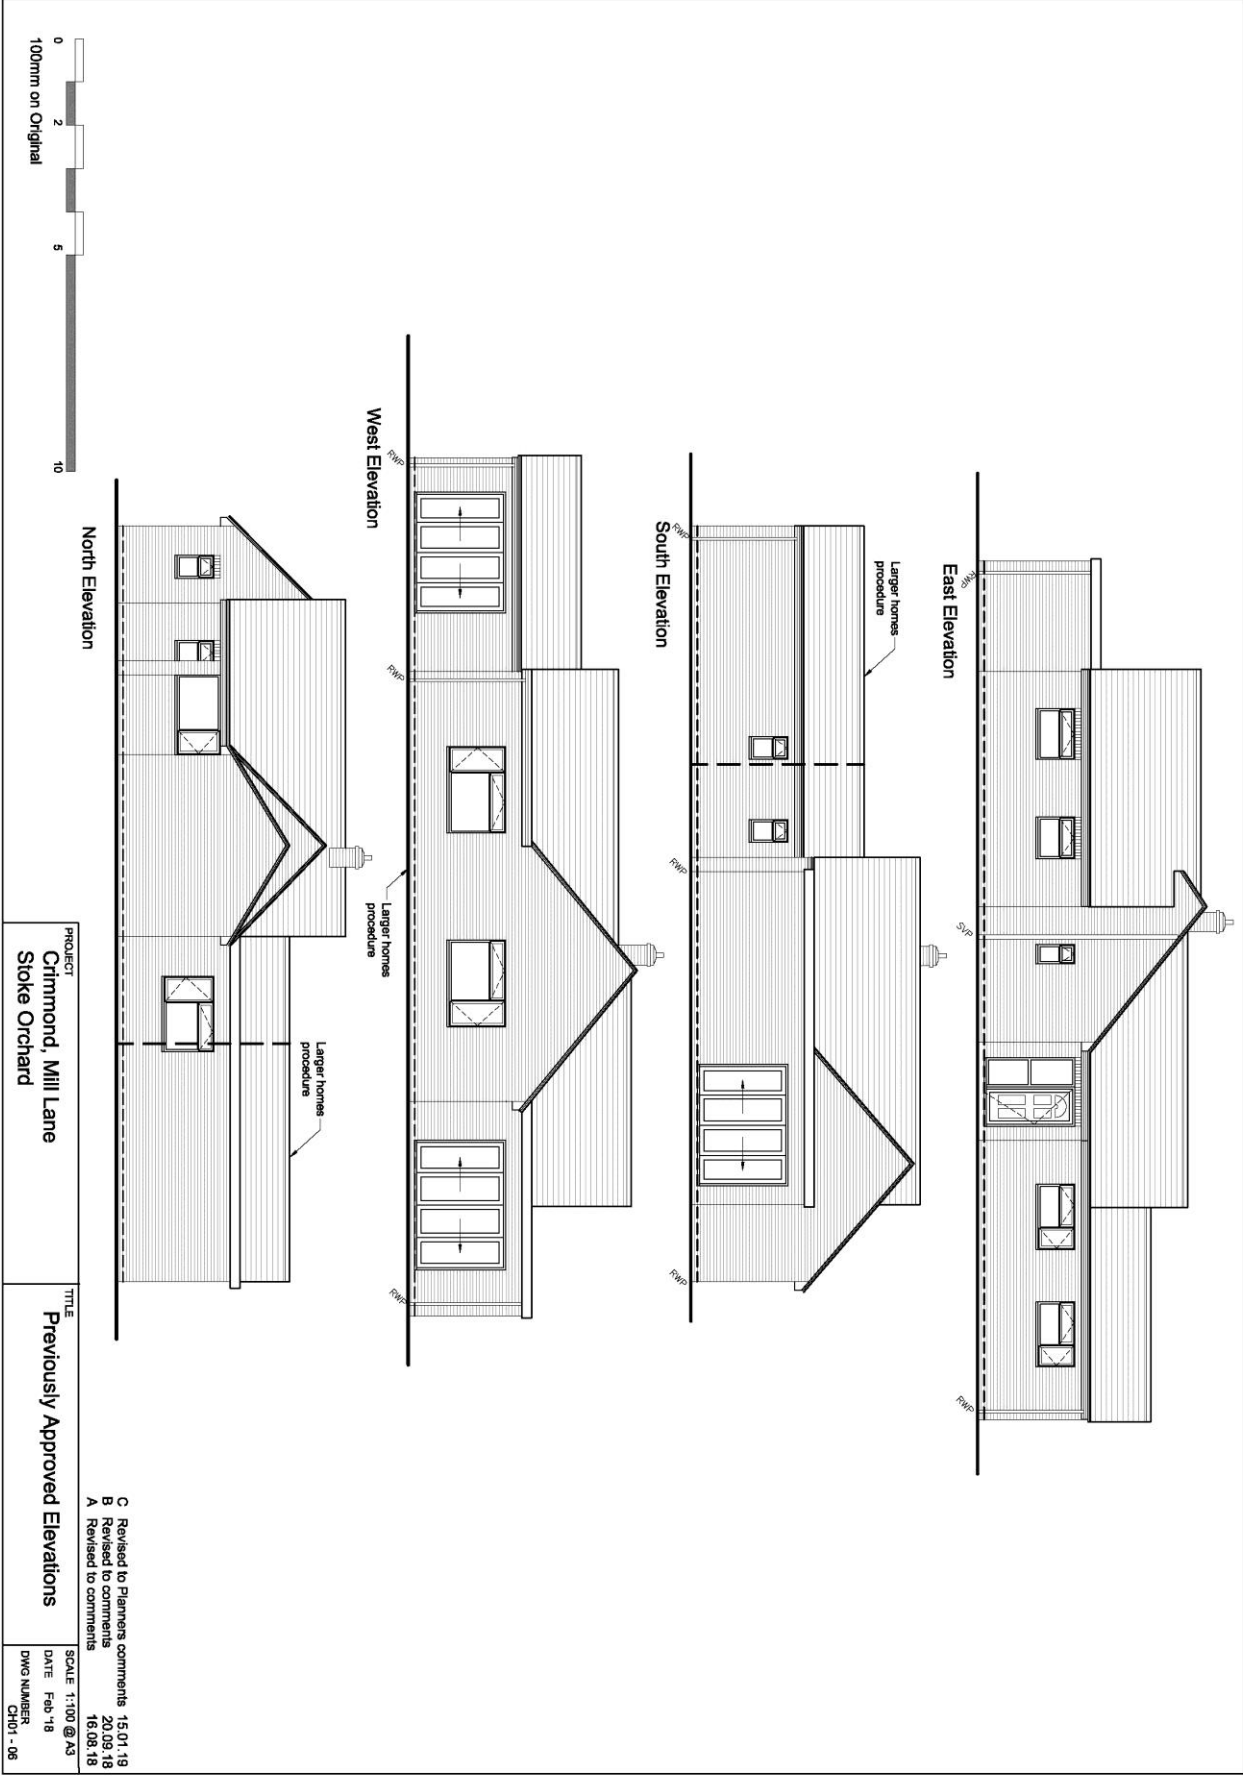 RWP
SVP
RWP
East Elevation
Larger homes
procedure
RWP
RWP
RWP
South Elevation
RWP
RWP
RWP
West Elevation
Larger homes
procedure
Larger homes
procedure
North Elevation
0 2 5 10
100mm on Original
C Revised to Planners comments 15.01.19
B Revised to comments 20.09.18
A Revised to comments 16.08.18
PROJECT
Crimmond, Mill Lane
Stoke Orchard
TITLE
Previously Approved Elevations
SCALE 1:100 @ A3
DATE Feb '18
DWG NUMBER
CH01 - 06